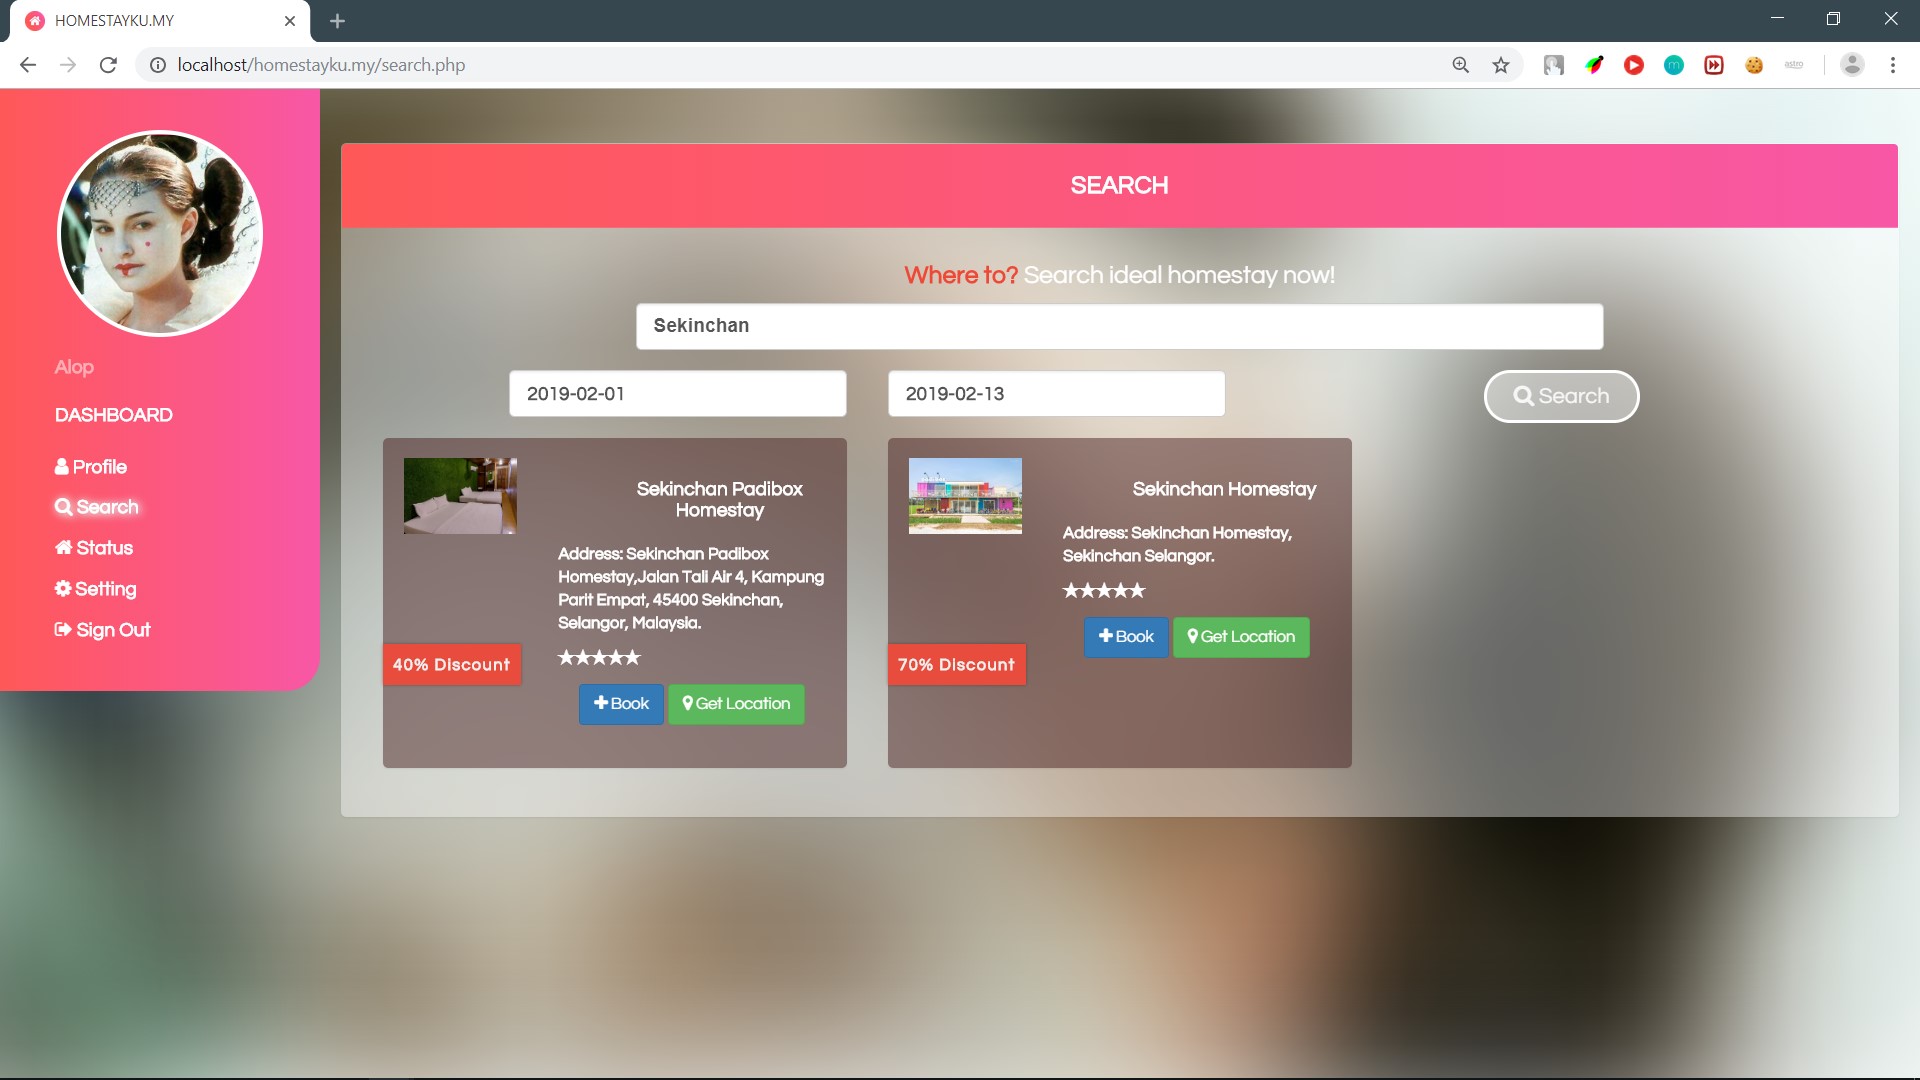 HOMESTAYKU.MY
localhost/homestayku.my/search.php
astro
Alop
DASHBOARD
Profile
Search
Status
Setting
Sign Out
SEARCH
Where to? Search ideal homestay now!
Sekinchan
2019-02-01
2019-02-13
Search
Sekinchan Padibox
Homestay
Address: Sekinchan Padibox
Homestay,Jalan Tali Air 4, Kampung
Parit Empat, 45400 Sekinchan,
Selangor, Malaysia.
40% Discount
Book
Get Location
Sekinchan Homestay
Address: Sekinchan Homestay,
Sekinchan Selangor.
70% Discount
Book
Get Location